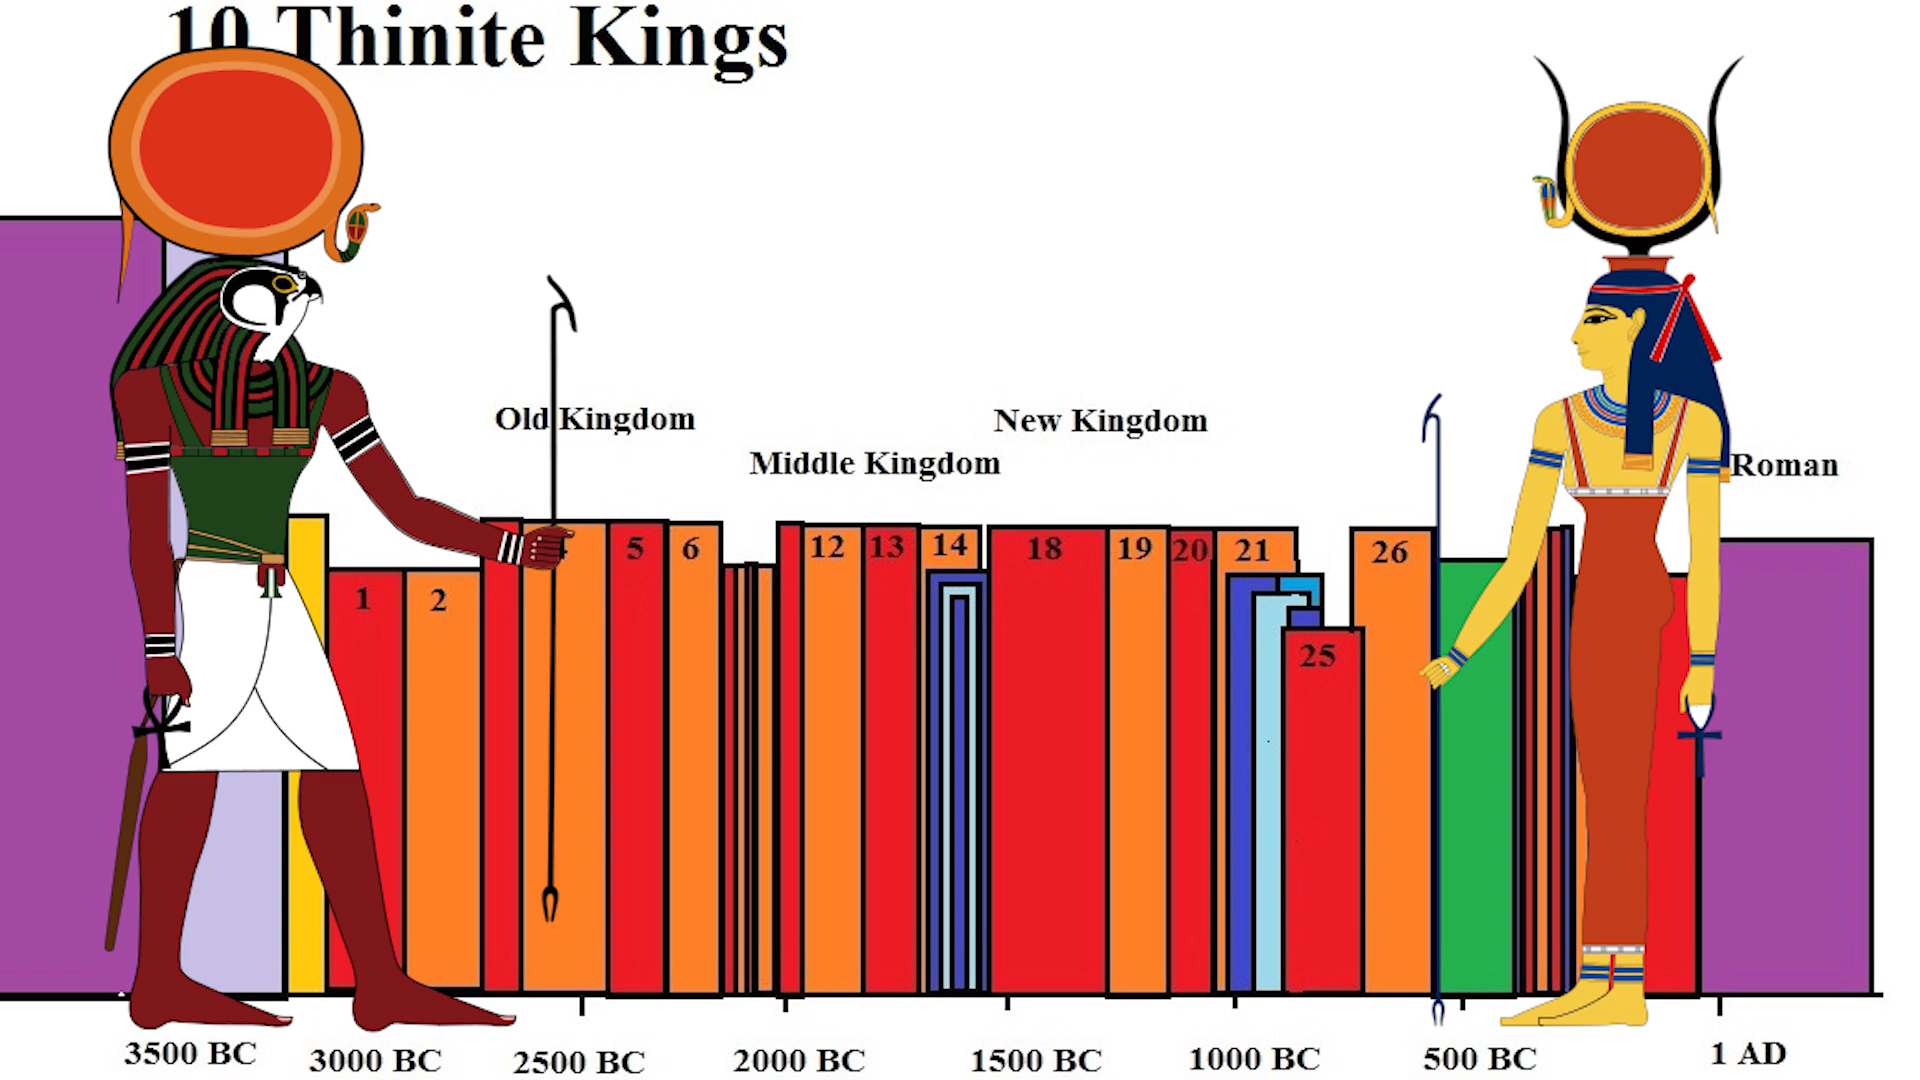 10 Thinite Kings
Old Kingdom
New Kingdom
Middle Kingdom
Roman
1
2
5
6
12
13
14
18
19
20
21
25
26
3500 BC
3000 BC
2500 BC
2000 BC
1500 BC
1000 BC
500 BC
1 AD